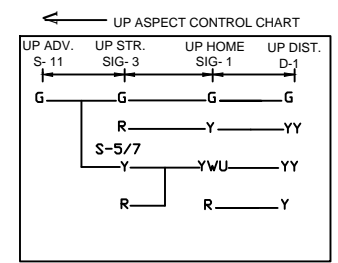 UP ASPECT CONTROL CHART
UP ADV. UP STR. UP HOME UP DIST.
S- 11 SIG- 3 SIG- 1 D-1
G G G G
R Y YY
S-5/7
Y YWU YY
R R Y